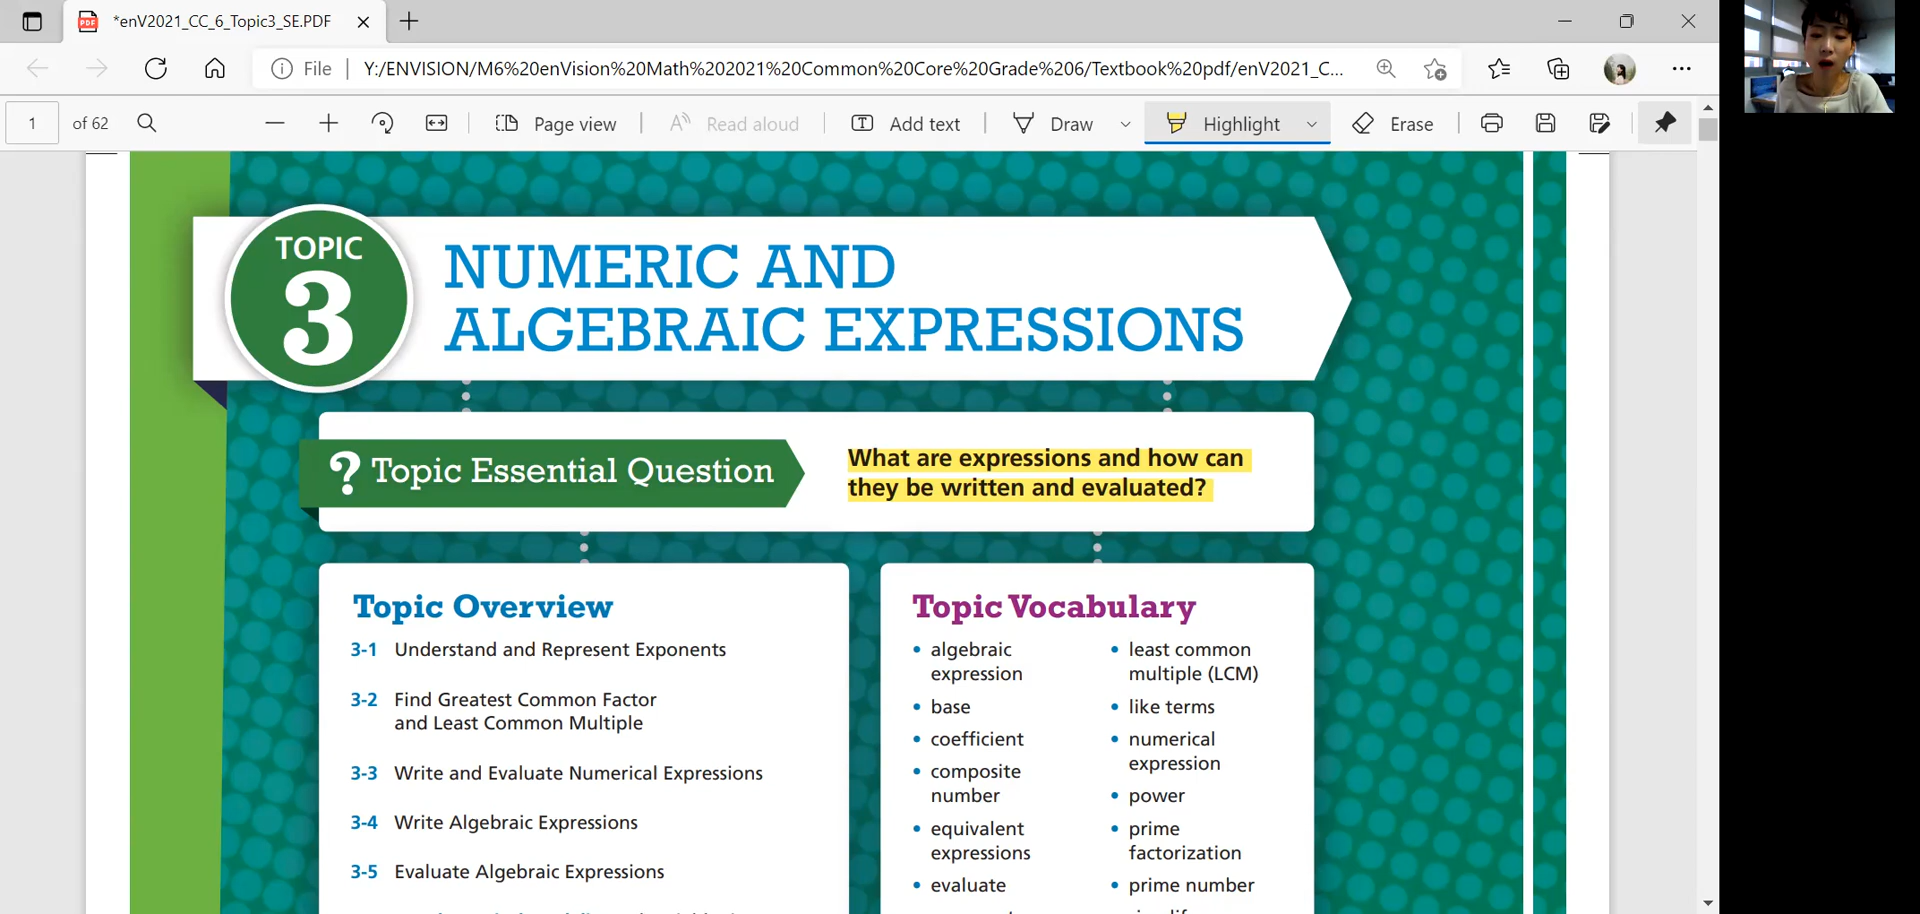 *enV2021_CC_6_Topic3_SE.PDF
File
Y:/ENVISION/M6%20enVision%20Math%202021%20Common%20Core%20Grade%206/Textbook%20pdf/enV2021_C...
1 of 62
Page view
Read aloud
Add text
Draw
Highlight
Erase
TOPIC
3
NUMERIC AND
ALGEBRAIC EXPRESSIONS
? Topic Essential Question
What are expressions and how can
they be written and evaluated?
Topic Overview
3-1 Understand and Represent Exponents
3-2 Find Greatest Common Factor
and Least Common Multiple
3-3 Write and Evaluate Numerical Expressions
3-4 Write Algebraic Expressions
3-5 Evaluate Algebraic Expressions
Topic Vocabulary
• algebraic
expression
• base
• coefficient
• composite
number
• equivalent
expressions
• evaluate
• least common
multiple (LCM)
• like terms
• numerical
expression
• power
• prime
factorization
• prime number